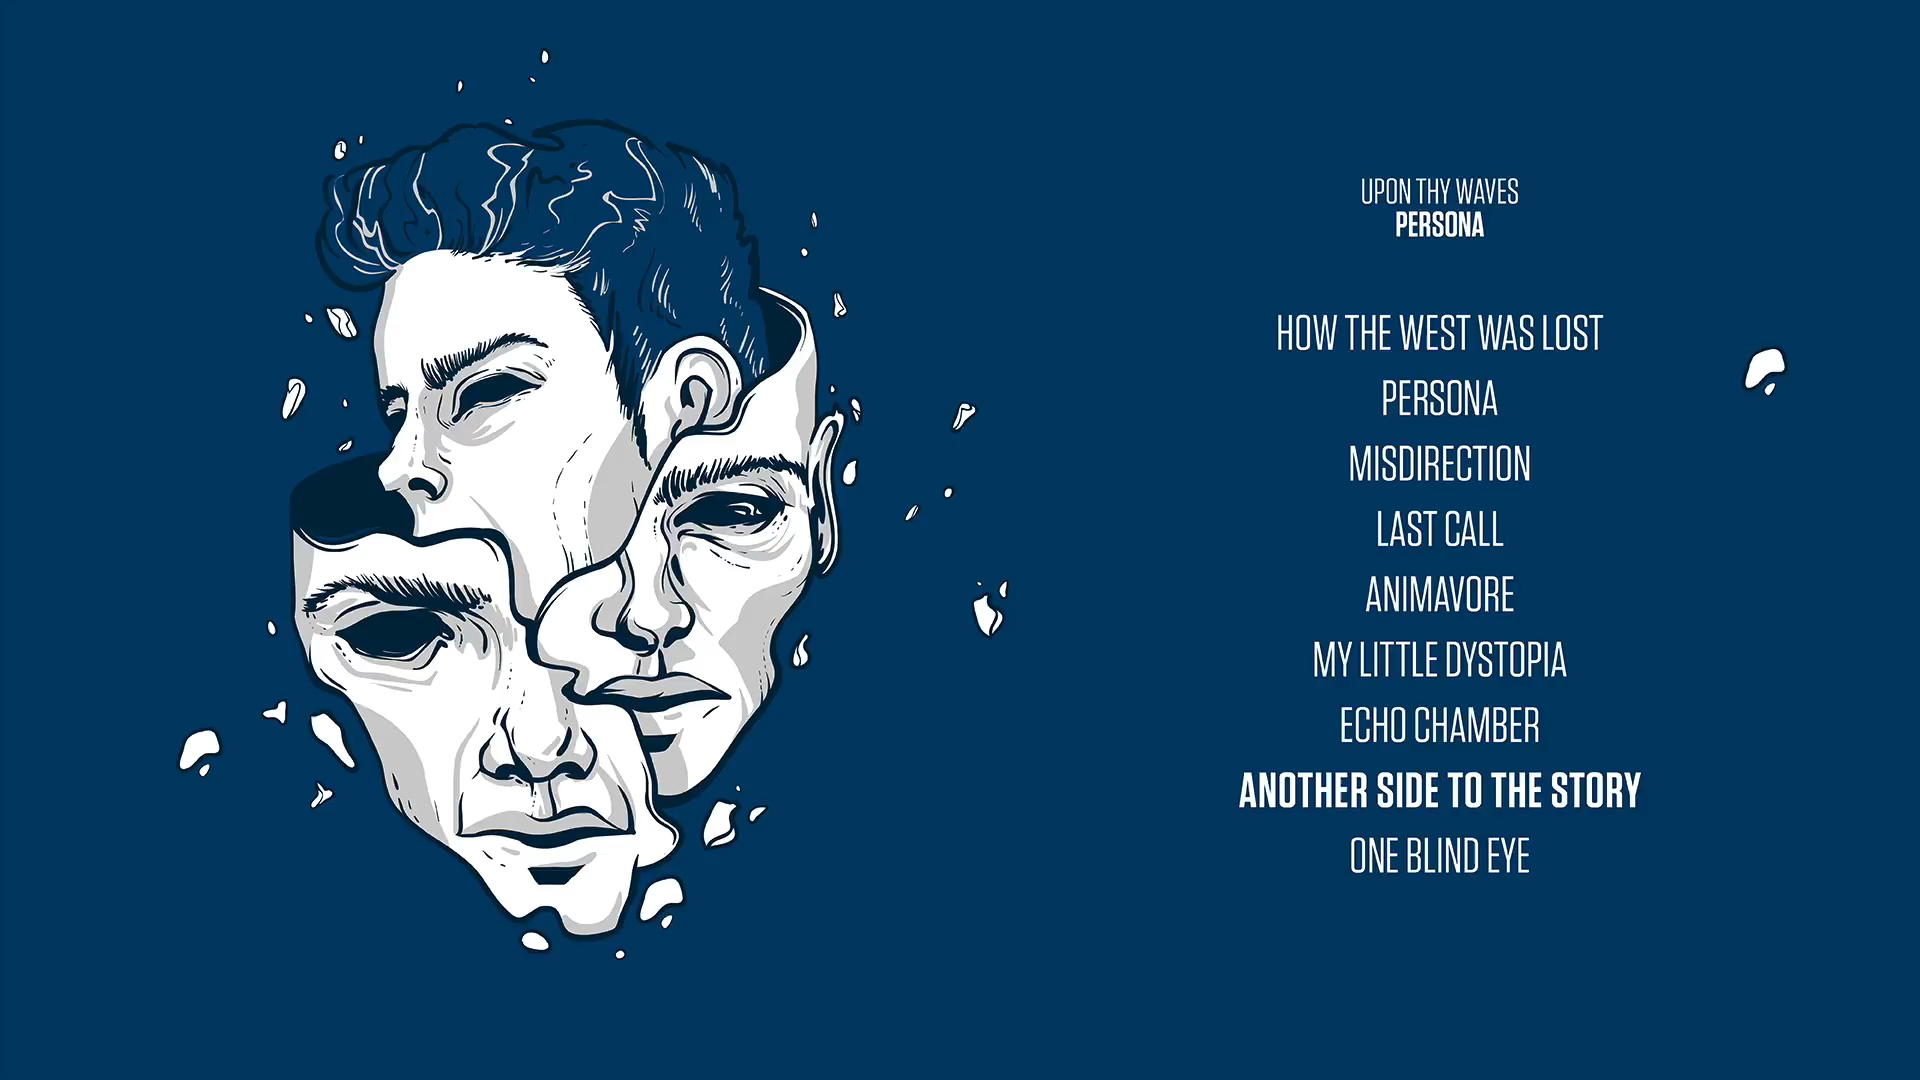 UPON THY WAVES
PERSONA
HOW THE WEST WAS LOST
PERSONA
MISDIRECTION
LAST CALL
ANIMAVORE
MY LITTLE DYSTOPIA
ECHO CHAMBER
ANOTHER SIDE TO THE STORY
ONE BLIND EYE